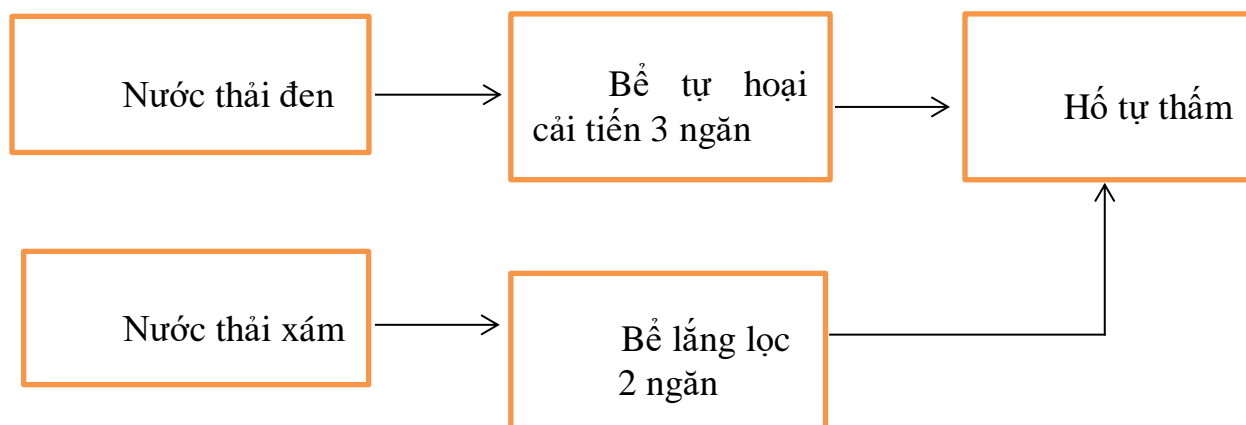 Nước thải đen
Bể tự hoại
cải tiến 3 ngăn
Hố tự thấm
Nước thải xám
Bể lắng lọc
2 ngăn